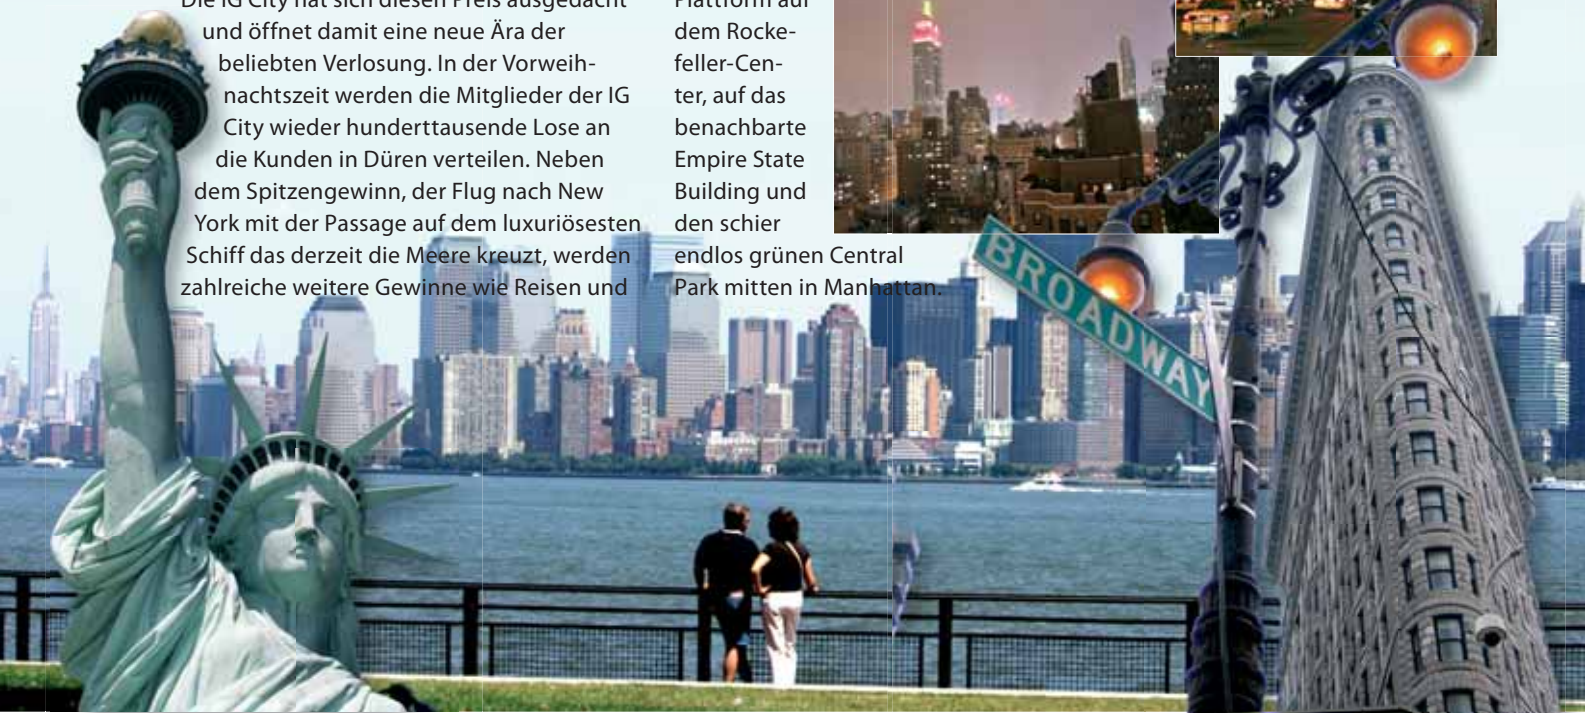 Die IG City hat sich diesen Preis ausgedacht
und öffnet damit eine neue Ära der
beliebten Verlosung. In der Vorweih-
nachtszeit werden die Mitglieder der IG
City wieder hunderttausende Lose an
die Kunden in Düren verteilen. Neben
dem Spitzengewinn, der Flug nach New
York mit der Passage auf dem luxuriösesten
Schiff das derzeit die Meere kreuzt, werden
zahlreiche weitere Gewinne wie Reisen und
Plattform auf
dem Rocke-
feller-Cen-
ter, auf das
benachbarte
Empire State
Building und
den schier
endlos grünen Central
Park mitten in Manhattan.
BROADWAY